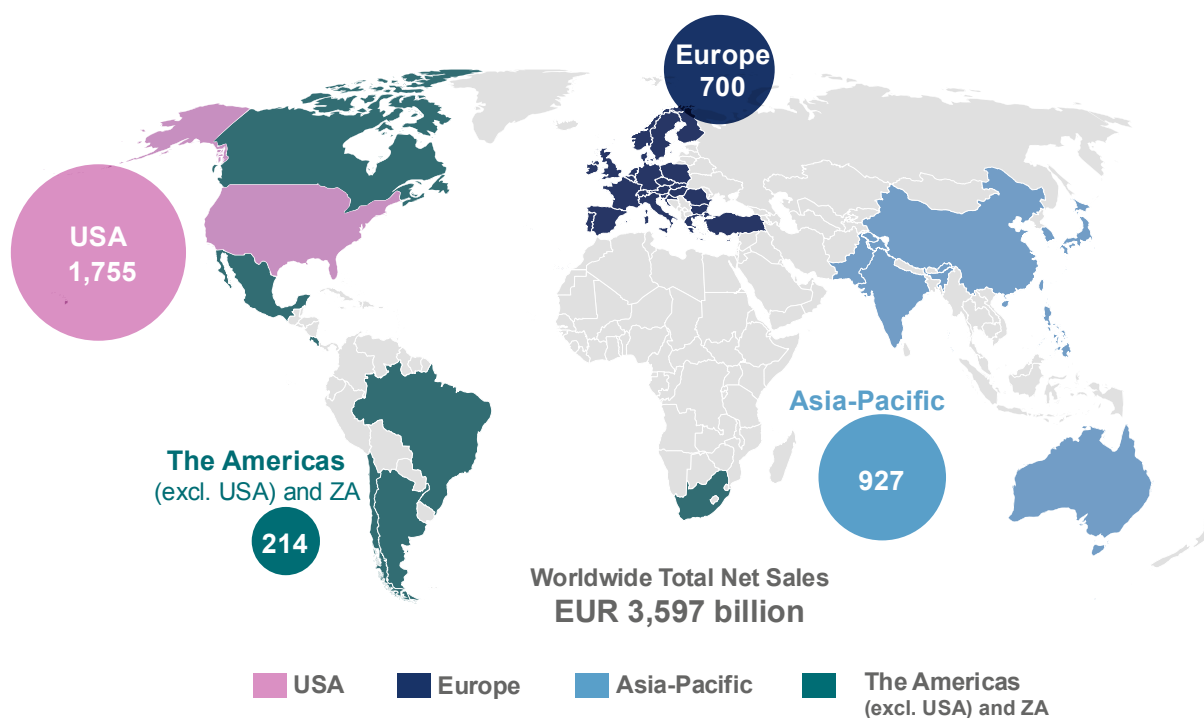 Europe
700
USA
1,755
Asia-Pacific
927
The Americas
(excl. USA) and ZA
214
Worldwide Total Net Sales
EUR 3,597 billion
USA
Europe
Asia-Pacific
The Americas
(excl. USA) and ZA